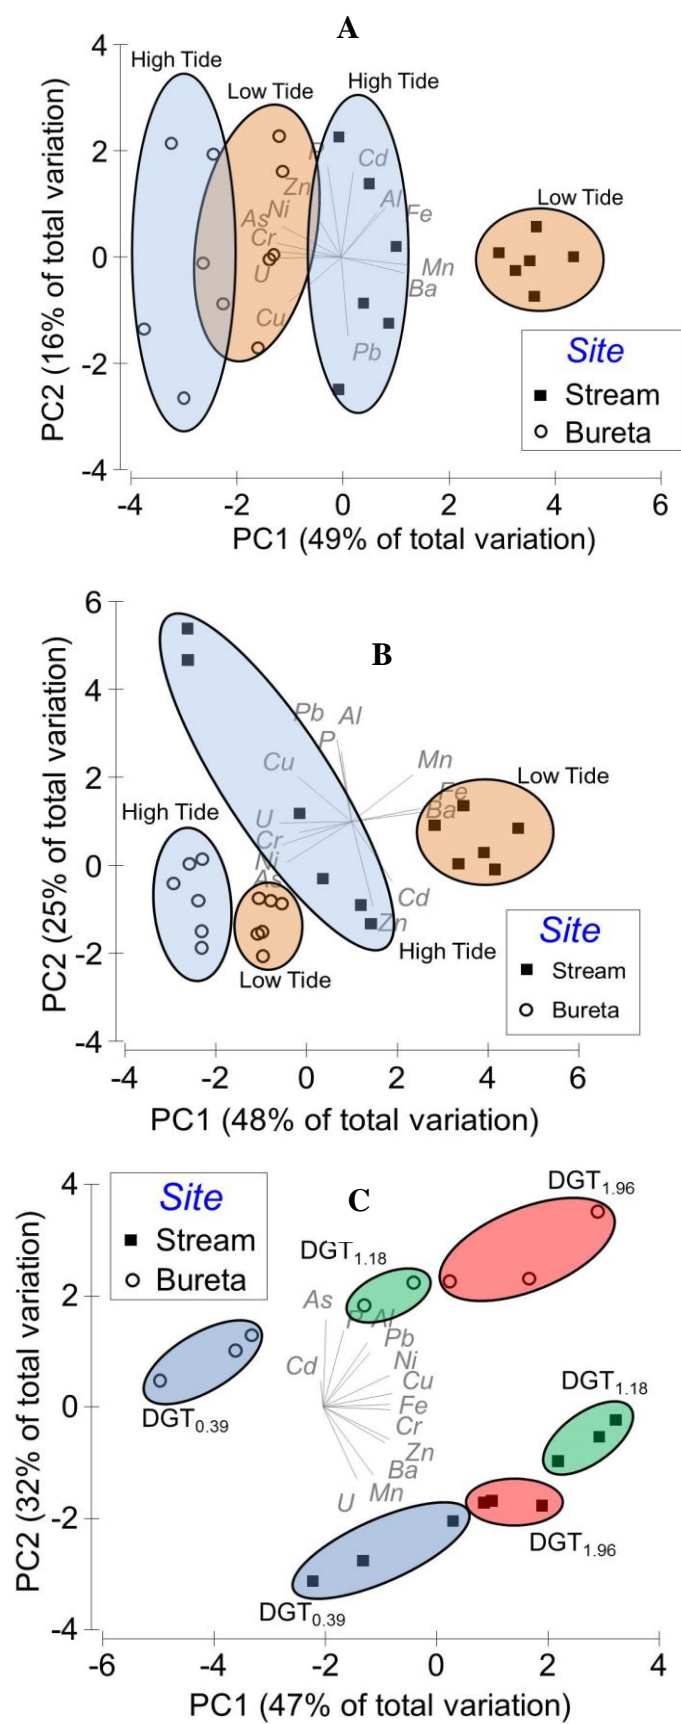 A
4
2
0
-2
-4
PC2 (16% of total variation)
High Tide
Low Tide
High Tide
Low Tide
P
Cd
Zn
Al
Fe
As
Ni
Cr
U
Mn
Ba
Cu
Pb
Site
Stream
Bureta
-4
-2
0
2
4
6
PC1 (49% of total variation)
B
6
4
2
0
-2
-4
PC2 (25% of total variation)
Pb
Al
P
Cu
Mn
Low Tide
High Tide
Fe
Ba
U
Cr
Ni
As
Cd
Zn
High Tide
Low Tide
Site
Stream
Bureta
-4
-2
0
2
4
6
PC1 (48% of total variation)
C
4
2
0
-2
-4
PC2 (32% of total variation)
Site
Stream
Bureta
DGT1.96
DGT1.18
As
P
Al
Pb
Cd
Ni
Cu
DGT1.18
Fe
DGT0.39
Cr
Zn
Ba
U
Mn
DGT1.96
DGT0.39
-6
-4
-2
0
2
4
PC1 (47% of total variation)